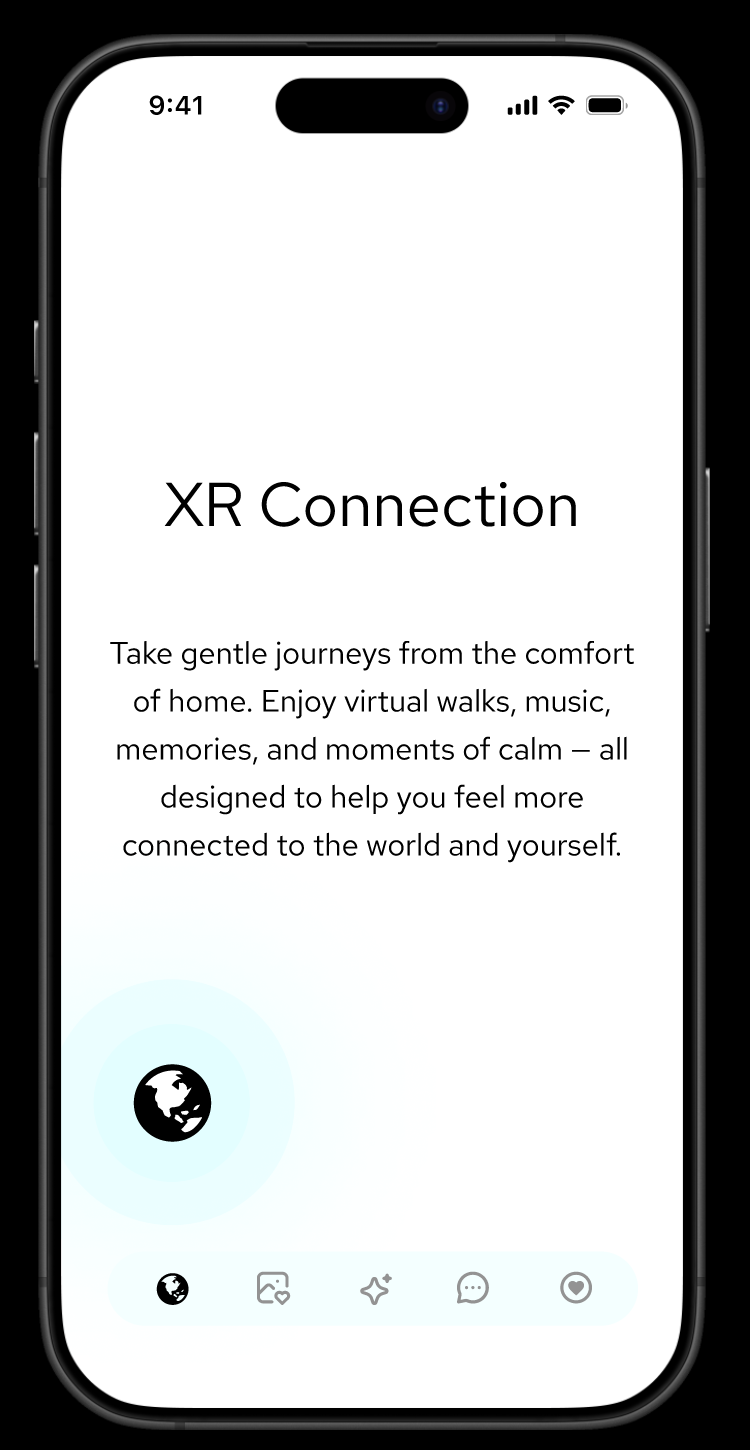 9:41
XR Connection
Take gentle journeys from the comfort
of home. Enjoy virtual walks, music,
memories, and moments of calm – all
designed to help you feel more
connected to the world and yourself.